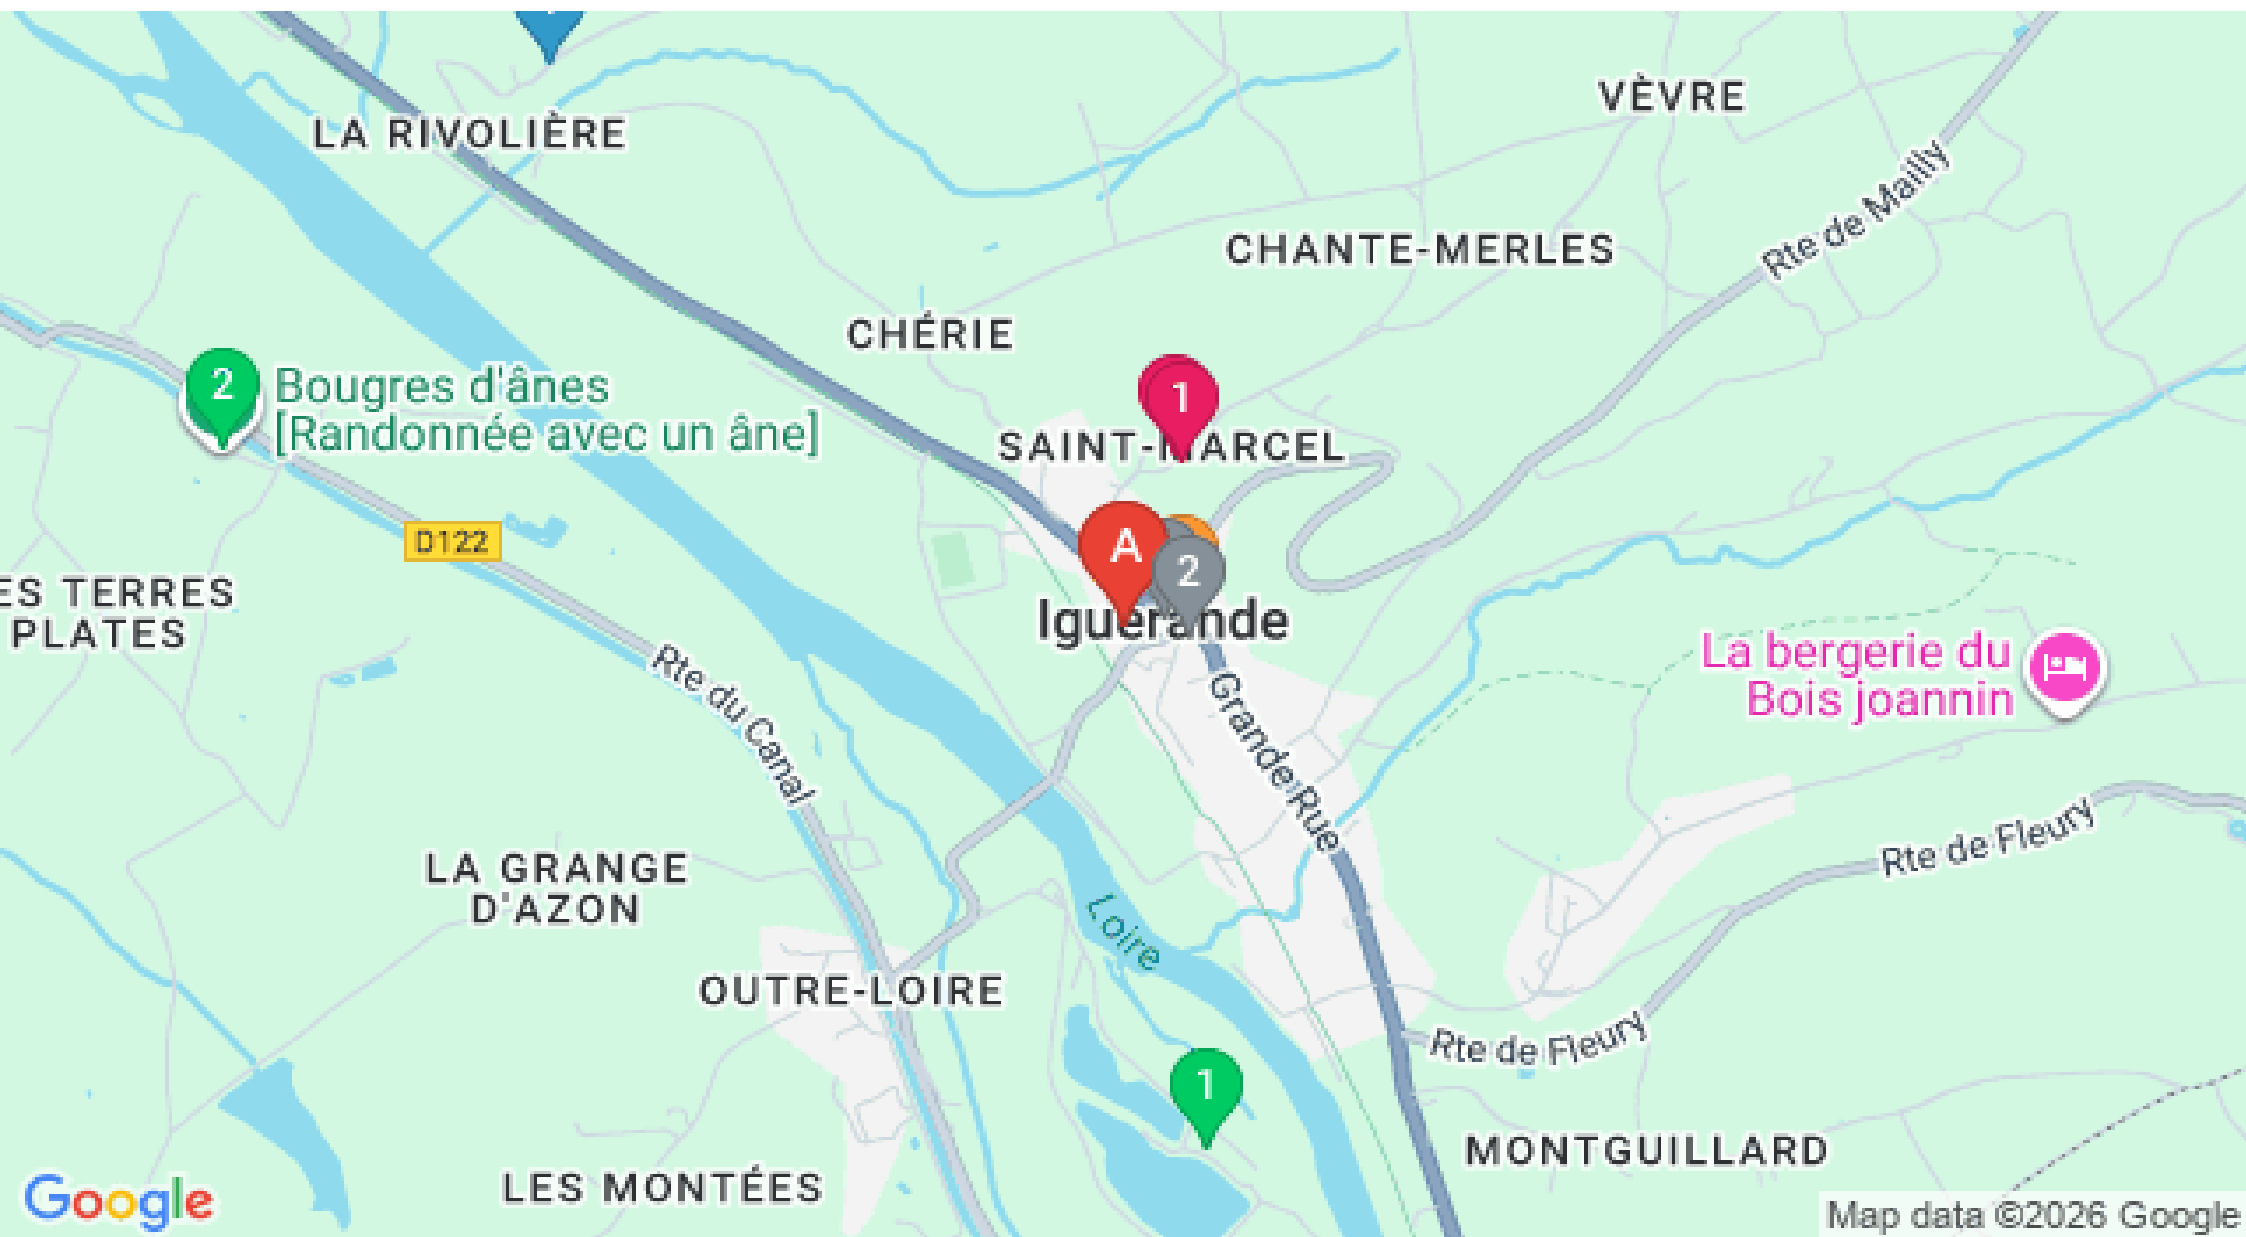 VÈVRE
LA RIVOLIÈRE
Rte de Mailly
CHANTE-MERLES
CHÉRIE
2
Bougres d'ânes
[Randonnée avec un âne]
1
SAINT-MARCEL
D122
A
2
ES TERRES
PLATES
Iguerande
La bergerie du
Bois joannin
Rte du Canal
Grande Rue
Rte de Fleury
LA GRANGE
D'AZON
Loire
OUTRE-LOIRE
Rte de Fleury
1
MONTGUILLARD
LES MONTÉES
Google
Map data ©2026 Google